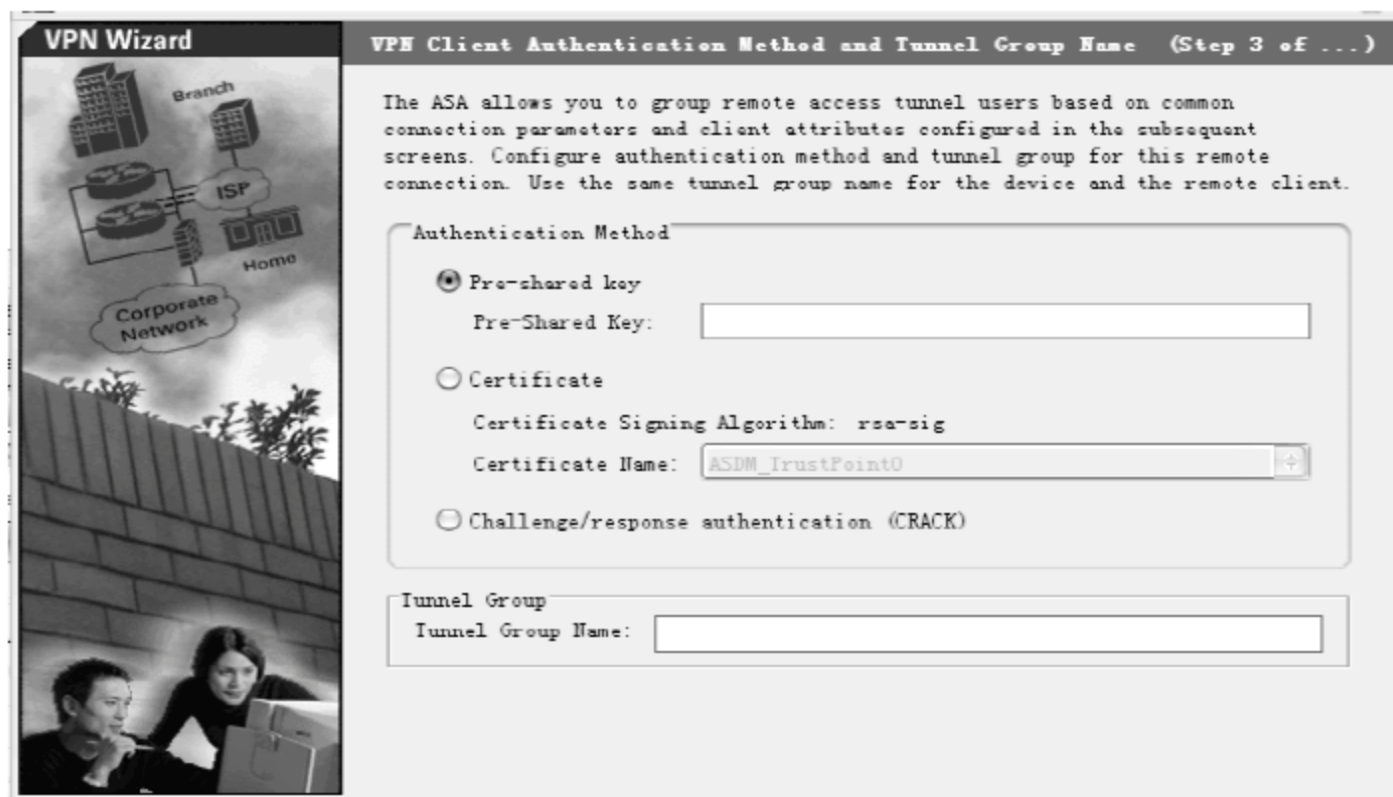 VPN Wizard
Branch
ISP
Home
Corporate
Network
VPN Client Authentication Method and Tunnel Group Name (Step 3 of ...)
The ASA allows you to group remote access tunnel users based on common
connection parameters and client attributes configured in the subsequent
screens. Configure authentication method and tunnel group for this remote
connection. Use the same tunnel group name for the device and the remote client.
Authentication Method
Pre-shared key
Pre-Shared Key:
Certificate
Certificate Signing Algorithm: rsa-sig
Certificate Name: ASDM_TrustPoint0
Challenge/response authentication (CRACK)
Tunnel Group
Tunnel Group Name: